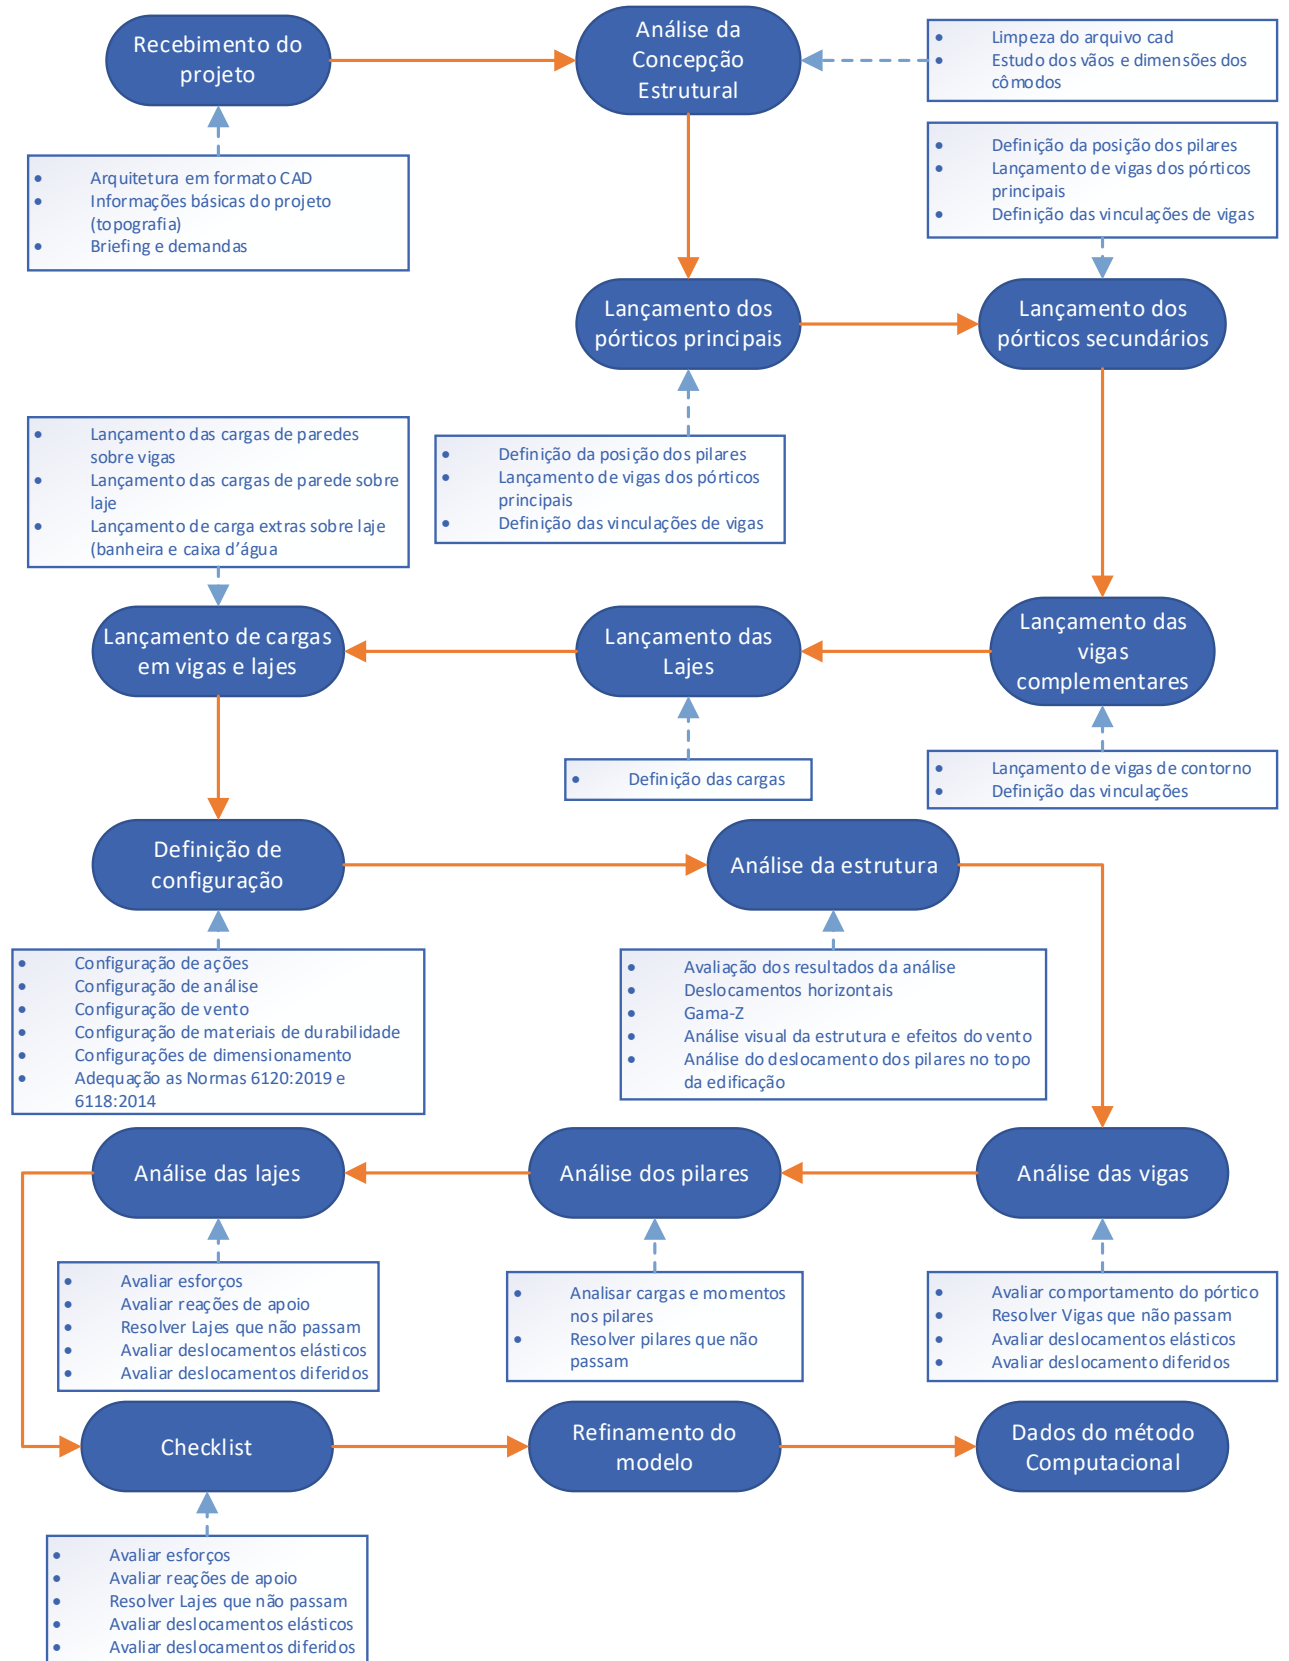 Recebimento do
projeto
Análise da
Concepção
Estrutural
• Limpeza do arquivo cad
• Estudo dos vãos e dimensões dos
cômodos
• Arquitetura em formato CAD
• Informações básicas do projeto
(topografia)
• Briefing e demandas
• Definição da posição dos pilares
• Lançamento de vigas dos pórticos
principais
• Definição das vinculações de vigas
Lançamento dos
pórticos principais
Lançamento dos
pórticos secundários
• Lançamento das cargas de paredes
sobre vigas
• Lançamento das cargas de parede sobre
laje
• Lançamento de carga extras sobre laje
(banheira e caixa d’água
• Definição da posição dos pilares
• Lançamento de vigas dos pórticos
principais
• Definição das vinculações de vigas
Lançamento de cargas
em vigas e lajes
Lançamento das
Lajes
Lançamento das
vigas
complementares
• Definição das cargas
• Lançamento de vigas de contorno
• Definição das vinculações
Definição de
configuração
Análise da estrutura
• Configuração de ações
• Configuração de análise
• Configuração de vento
• Configuração de materiais de durabilidade
• Configurações de dimensionamento
• Adequação as Normas 6120:2019 e
6118:2014
• Avaliação dos resultados da análise
• Deslocamentos horizontais
• Gama-Z
• Análise visual da estrutura e efeitos do vento
• Análise do deslocamento dos pilares no topo
da edificação
Análise das lajes
Análise dos pilares
Análise das vigas
• Avaliar esforços
• Avaliar reações de apoio
• Resolver Lajes que não passam
• Avaliar deslocamentos elásticos
• Avaliar deslocamentos diferidos
• Analisar cargas e momentos
nos pilares
• Resolver pilares que não
passam
• Avaliar comportamento do pórtico
• Resolver Vigas que não passam
• Avaliar deslocamentos elásticos
• Avaliar deslocamento diferidos
Checklist
Refinamento do
modelo
Dados do método
Computacional
• Avaliar esforços
• Avaliar reações de apoio
• Resolver Lajes que não passam
• Avaliar deslocamentos elásticos
• Avaliar deslocamentos diferidos